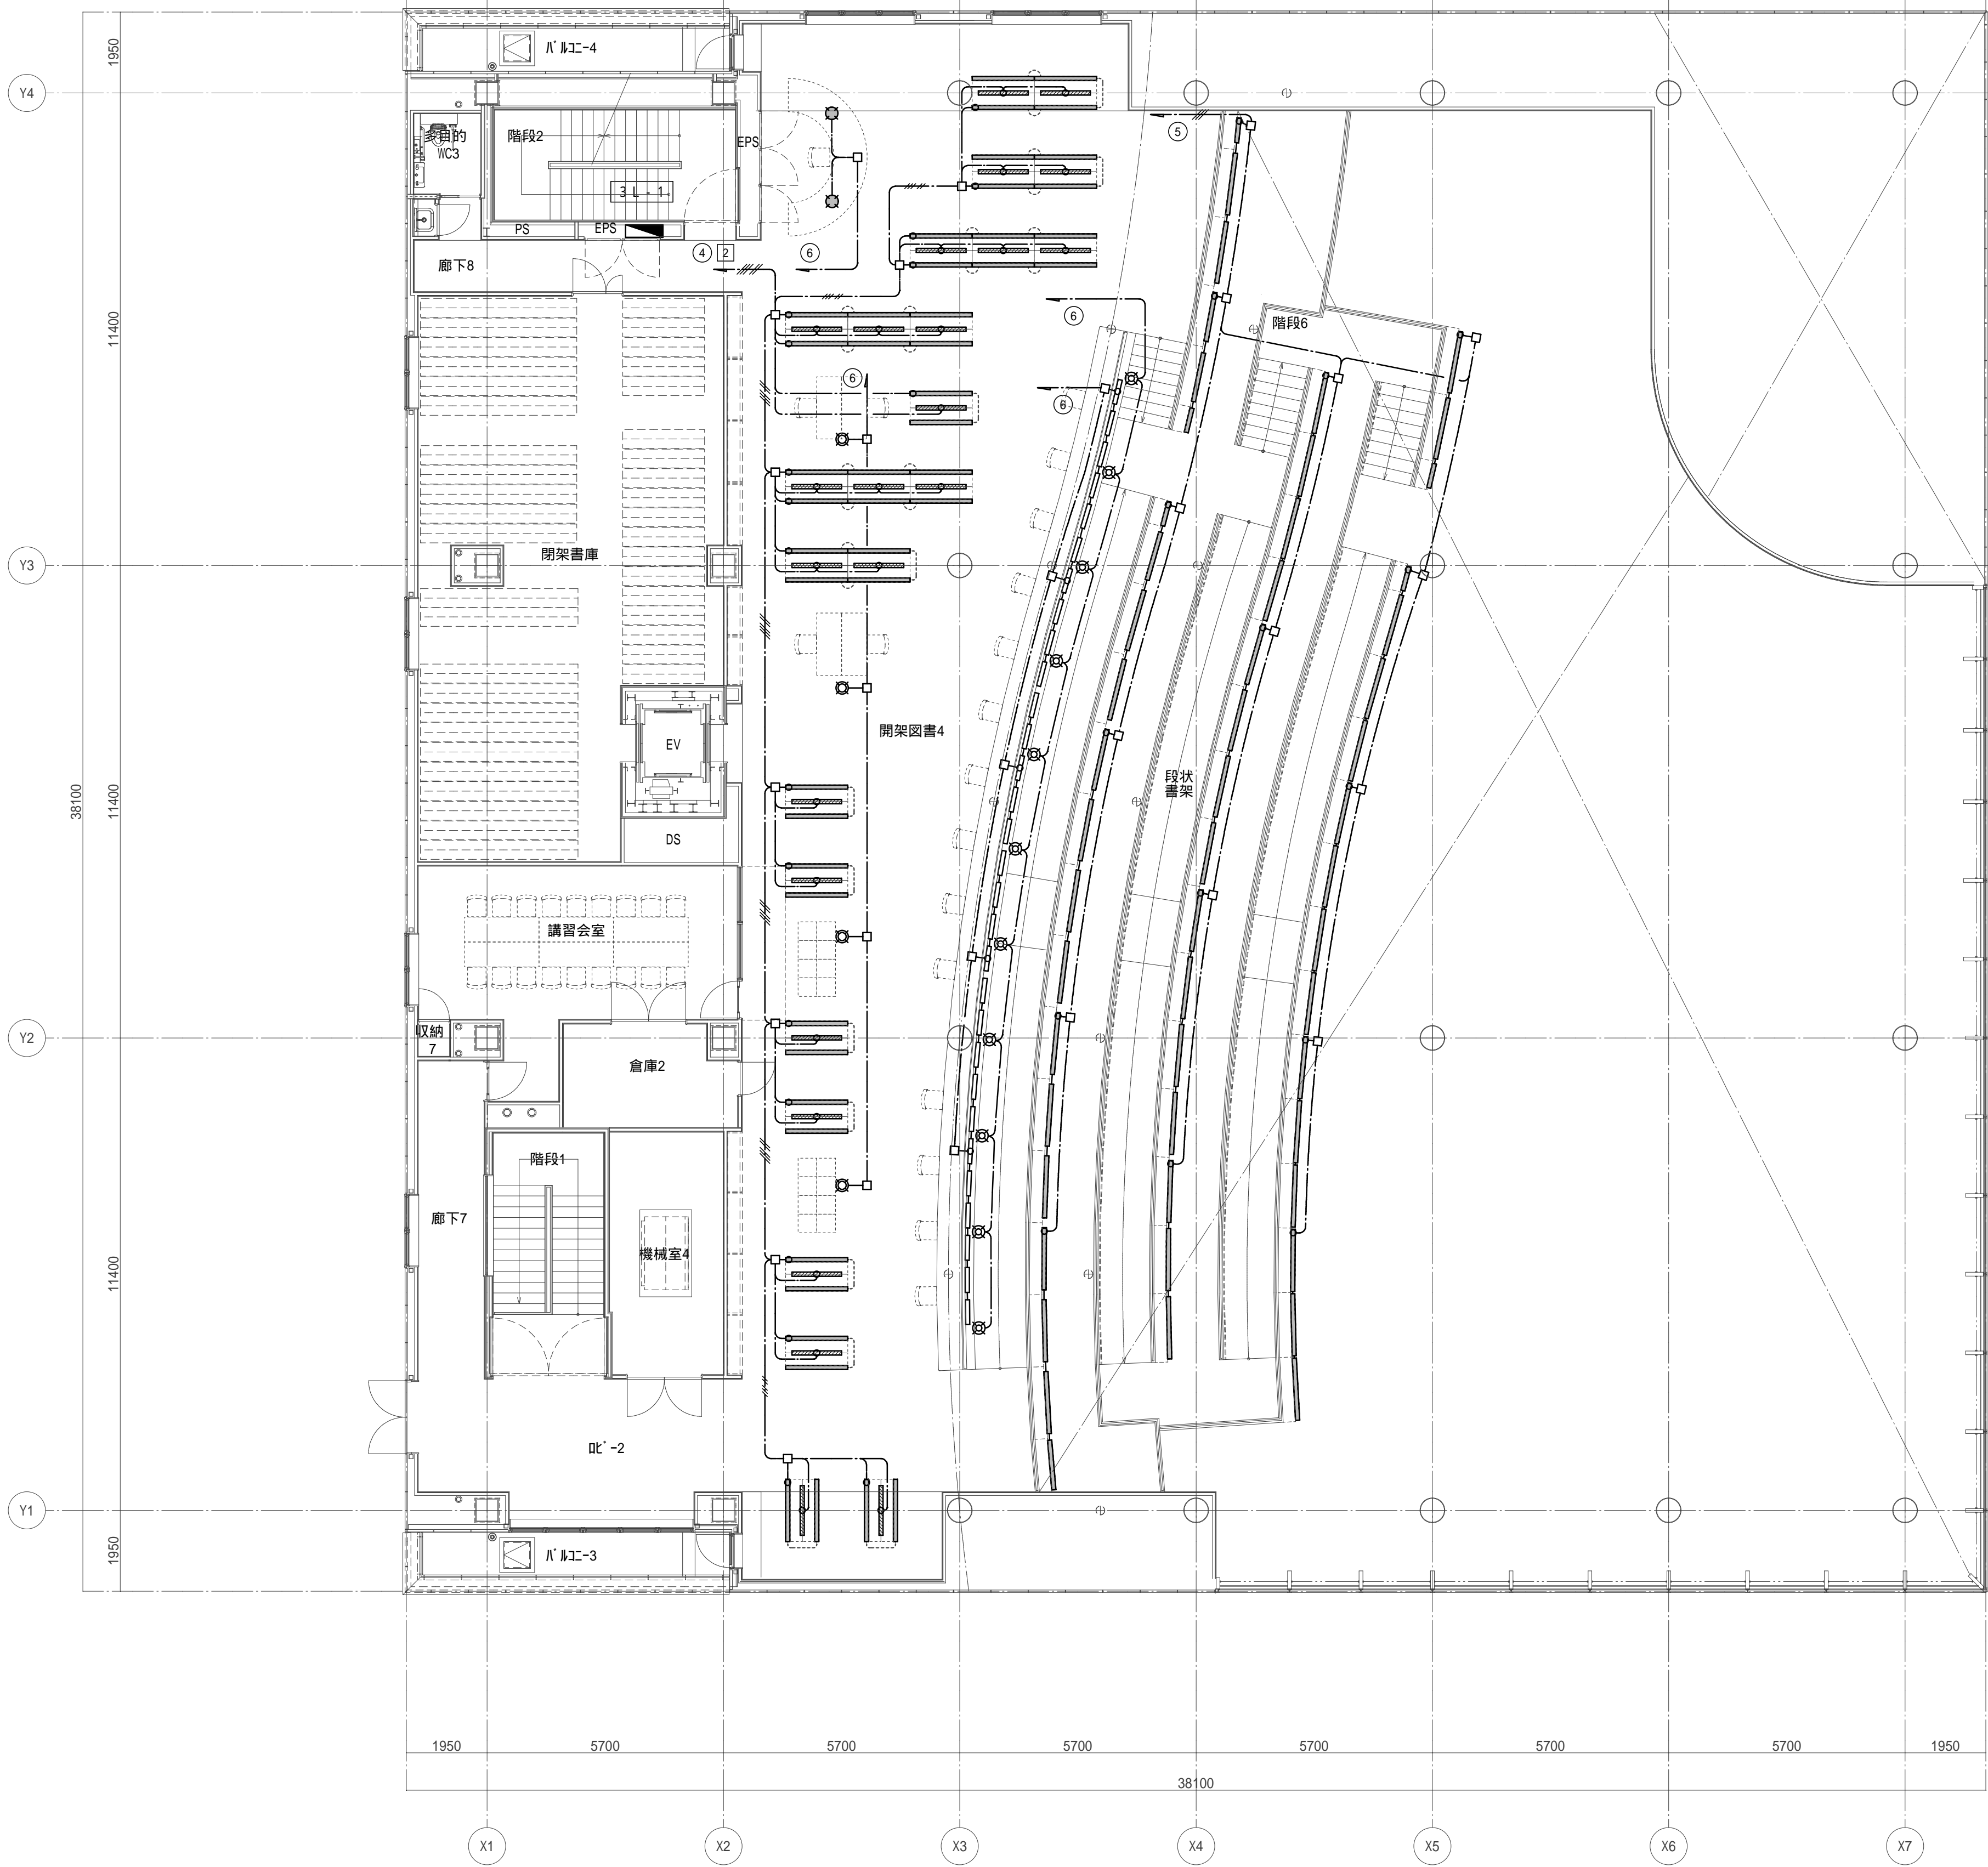 バルコニー4
1950
Y4
多目的
WC3
階段2
EPS
3L-1
PS
EPS
5
4
2
6
廊下8
6
階段6
11400
6
6
Y3
閉架書庫
EV
開架図書4
段状
書架
38100
11400
DS
講習会室
収納
7
Y2
倉庫2
階段1
廊下7
機械室4
11400
ロビー2
Y1
バルコニー3
1950
1950
5700
5700
5700
5700
5700
5700
1950
38100
X1
X2
X3
X4
X5
X6
X7